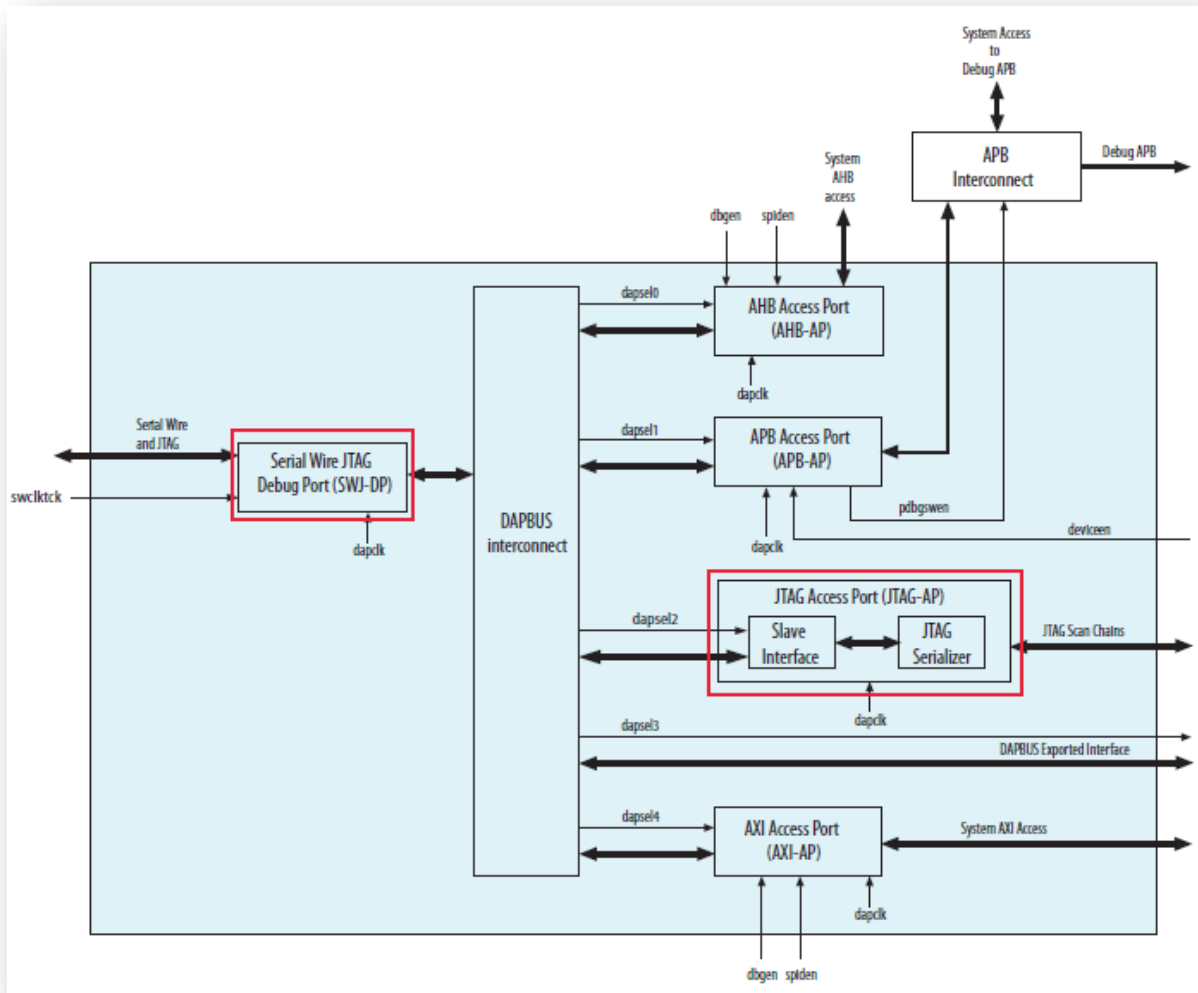 System Access
to
Debug APB
System
AHB
access
APB
Interconnect
Debug APB
dbgen
spiden
dapsel0
AHB Access Port
(AHB-AP)
dapclk
Serial Wire
and JTAG
swclktck
Serial Wire JTAG
Debug Port (SWJ-DP)
dapclk
DAPBUS
interconnect
dapsel1
APB Access Port
(APB-AP)
dapclk
pdbgswen
deviceen
JTAG Access Port (JTAG-AP)
dapsel2
Slave
Interface
JTAG
Serializer
JTAG Scan Chains
dapclk
dapsel3
DAPBUS Exported Interface
dapsel4
AXI Access Port
(AXI-AP)
System AXI Access
dapclk
dbgen
spiden